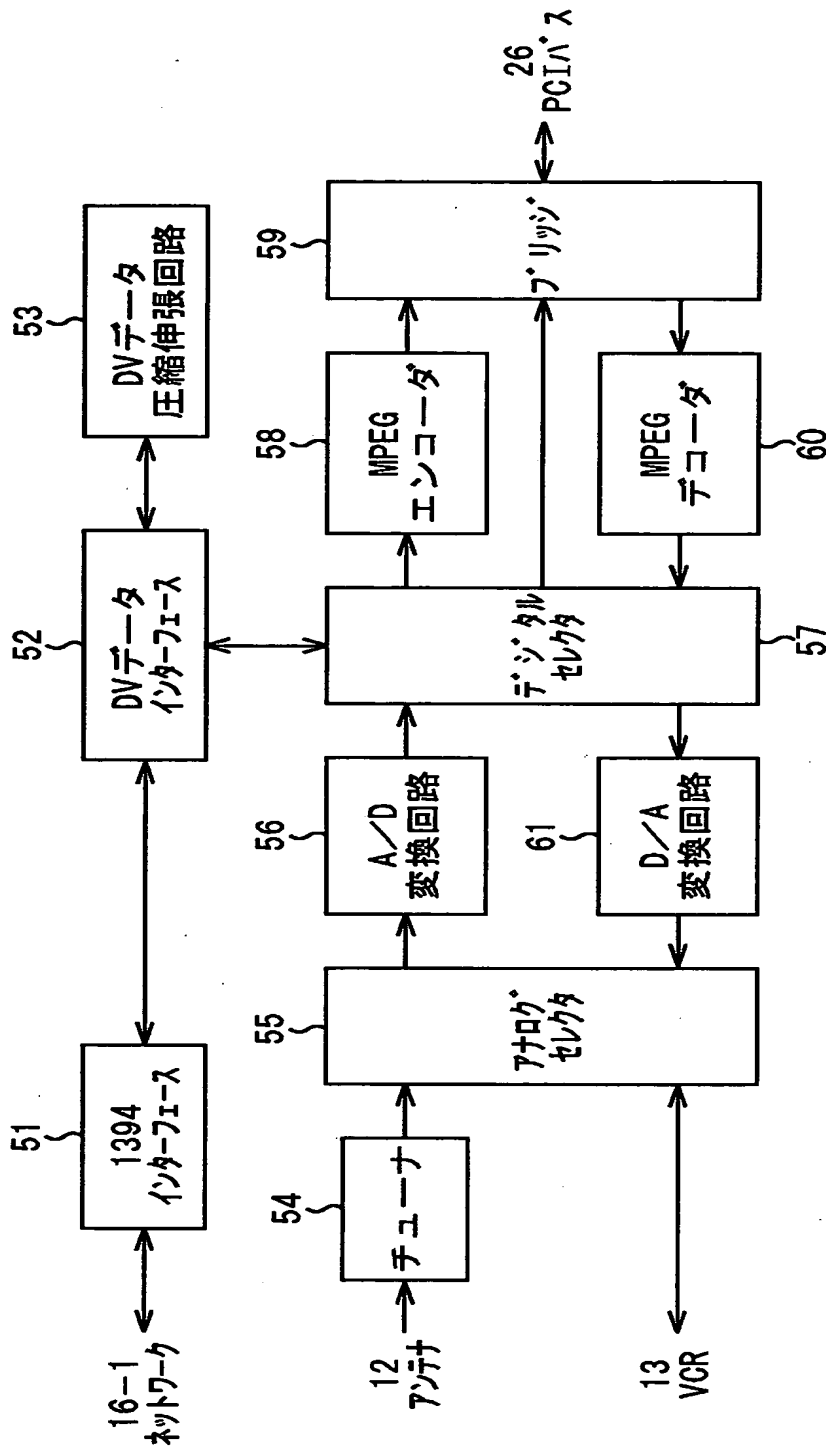 51
52
53
1394
インターフェース
DVデータ
インターフェース
DVデータ
圧縮伸張回路
16-1
ネットワーク
54
55
56
58
59
26
PCIバス
12
アンテナ
チューナ
A/D
変換回路
MPEG
エンコーダ
アナログ
セレクタ
デジタル
セレクタ
ブリッジ
61
D/A
変換回路
MPEG
デコーダ
13
VCR
57
60